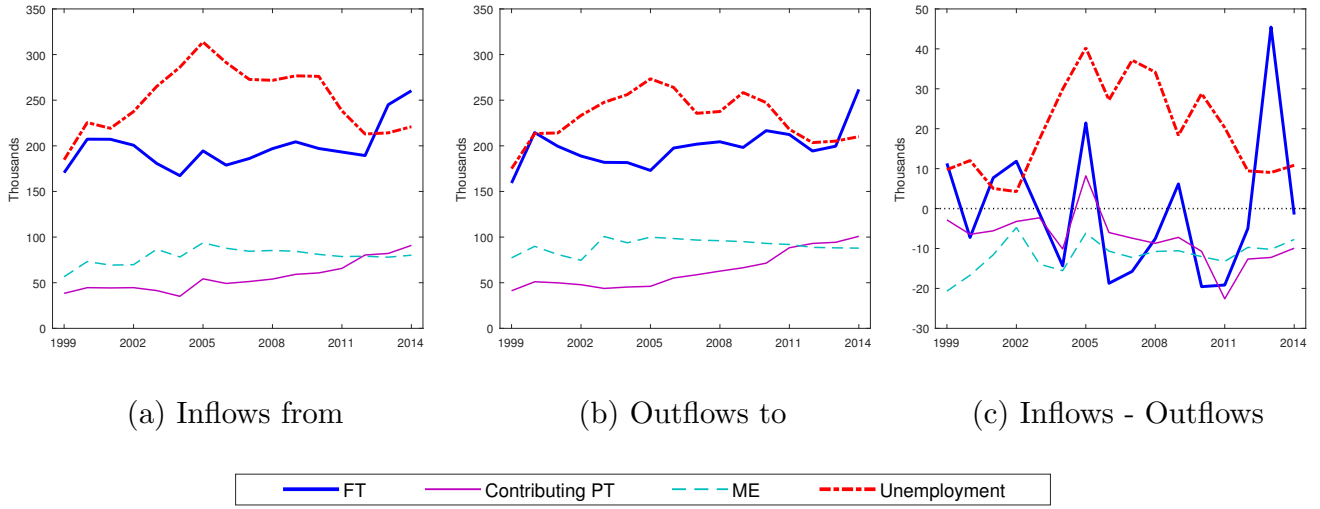 350
300
250
200
150
100
50
0
Thousands
1999 2002 2005 2008 2011 2014
(a) Inflows from
350
300
250
200
150
100
50
0
Thousands
1999 2002 2005 2008 2011 2014
(b) Outflows to
50
40
30
20
10
0
-10
-20
-30
Thousands
1999 2002 2005 2008 2011 2014
(c) Inflows - Outflows
FT Contributing PT ME Unemployment